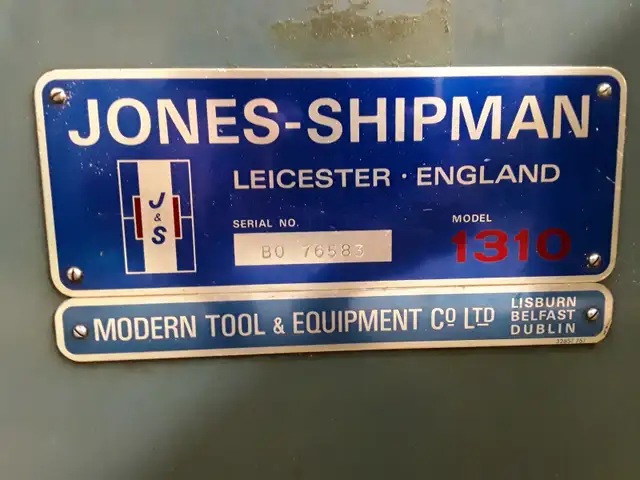 JONES-SHIPMAN
LEICESTER · ENGLAND
J
&
S
SERIAL NO.
BO 76583
MODEL
1310
MODERN TOOL & EQUIPMENT Co LTD
LISBURN
BELFAST
DUBLIN